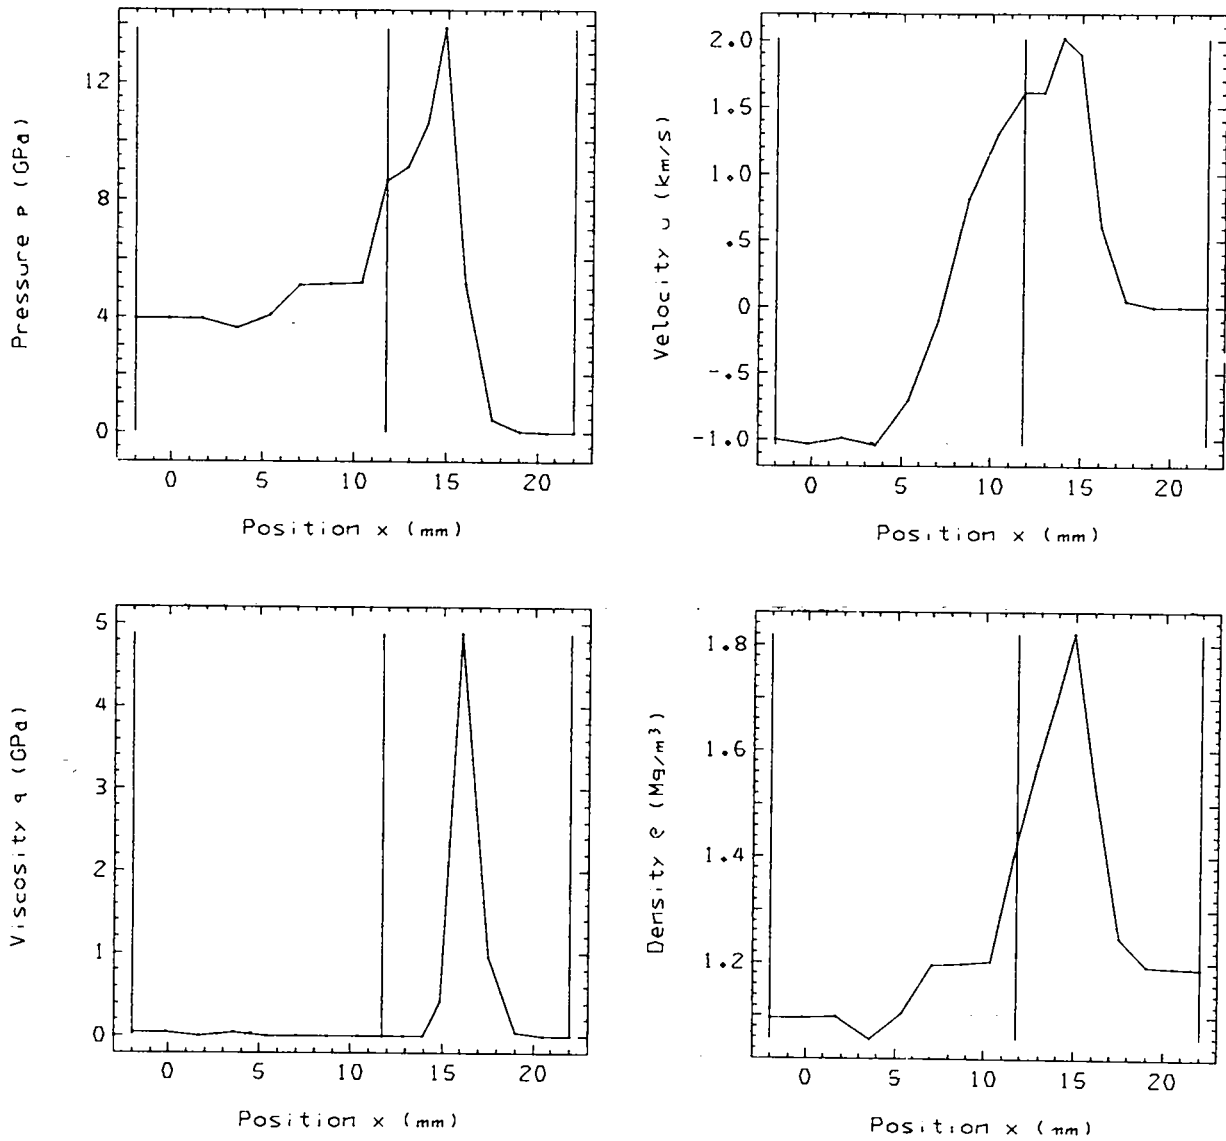 Pressure p (GPa)
12
8
4
0
0 5 10 15 20
Position x (mm)
Velocity u (km/s)
2.0
1.5
1.0
.5
0
-.5
-1.0
0 5 10 15 20
Position x (mm)
Viscosity q (GPa)
5
4
3
2
1
0
0 5 10 15 20
Position x (mm)
Density ρ (Mg/m³)
1.8
1.6
1.4
1.2
0 5 10 15 20
Position x (mm)